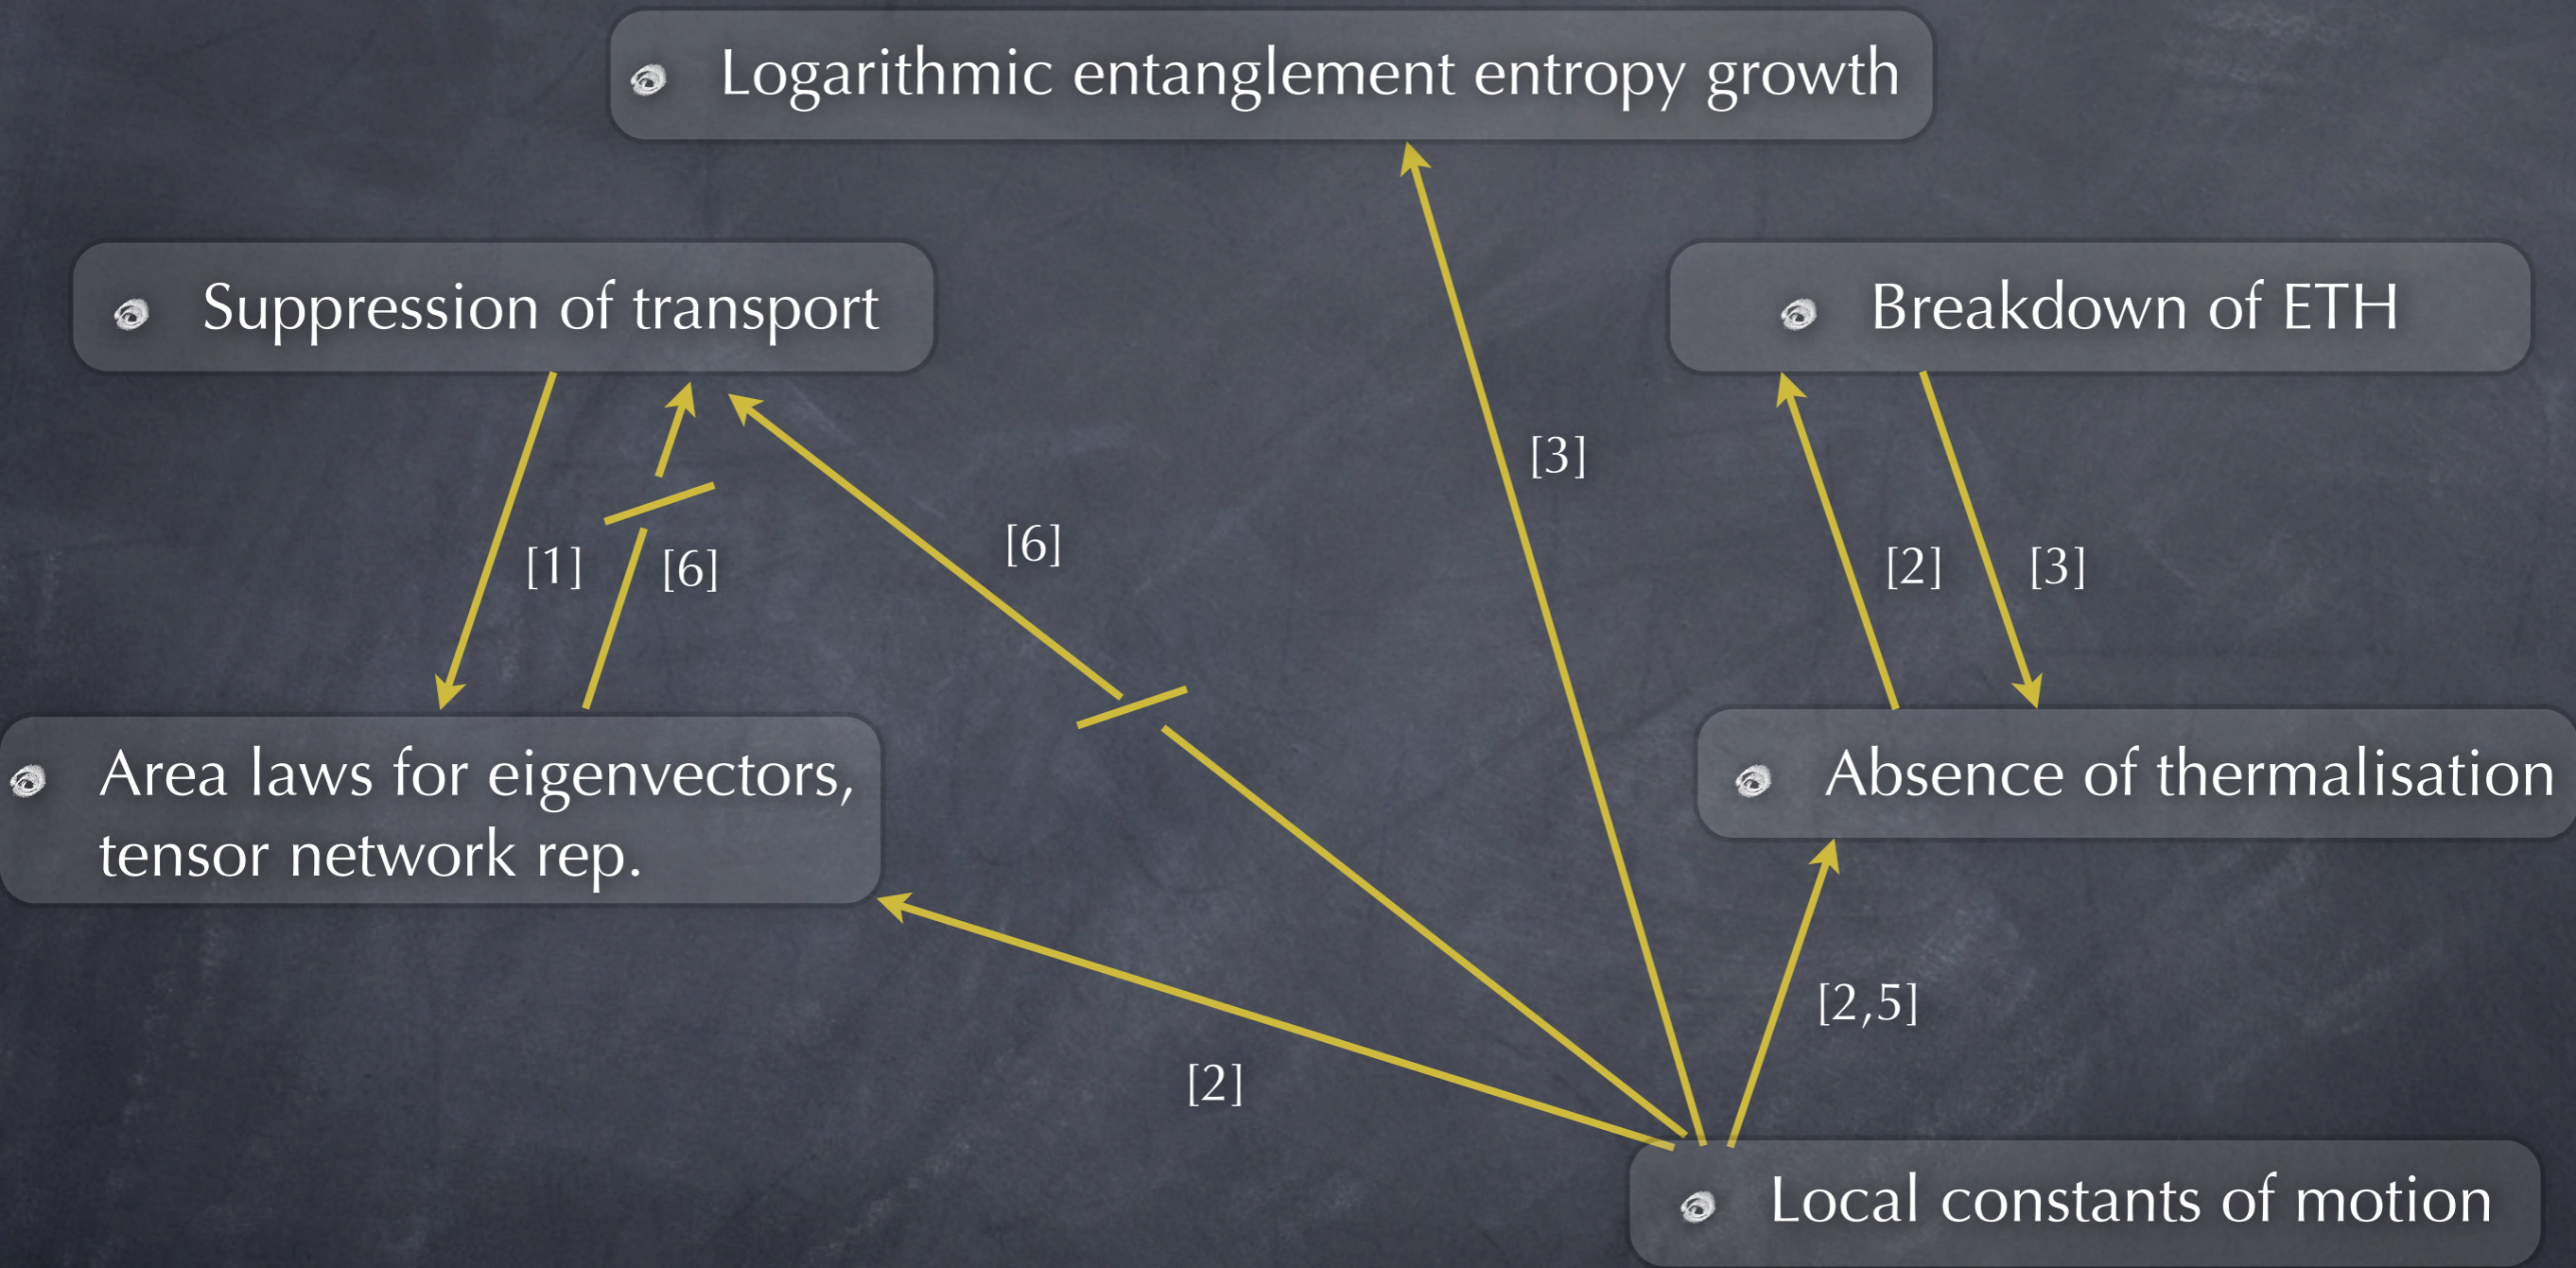 Logarithmic entanglement entropy growth
Suppression of transport
Breakdown of ETH
[3]
[6]
[1]
[6]
[2]
[3]
Area laws for eigenvectors,
tensor network rep.
Absence of thermalisation
[2,5]
[2]
Local constants of motion